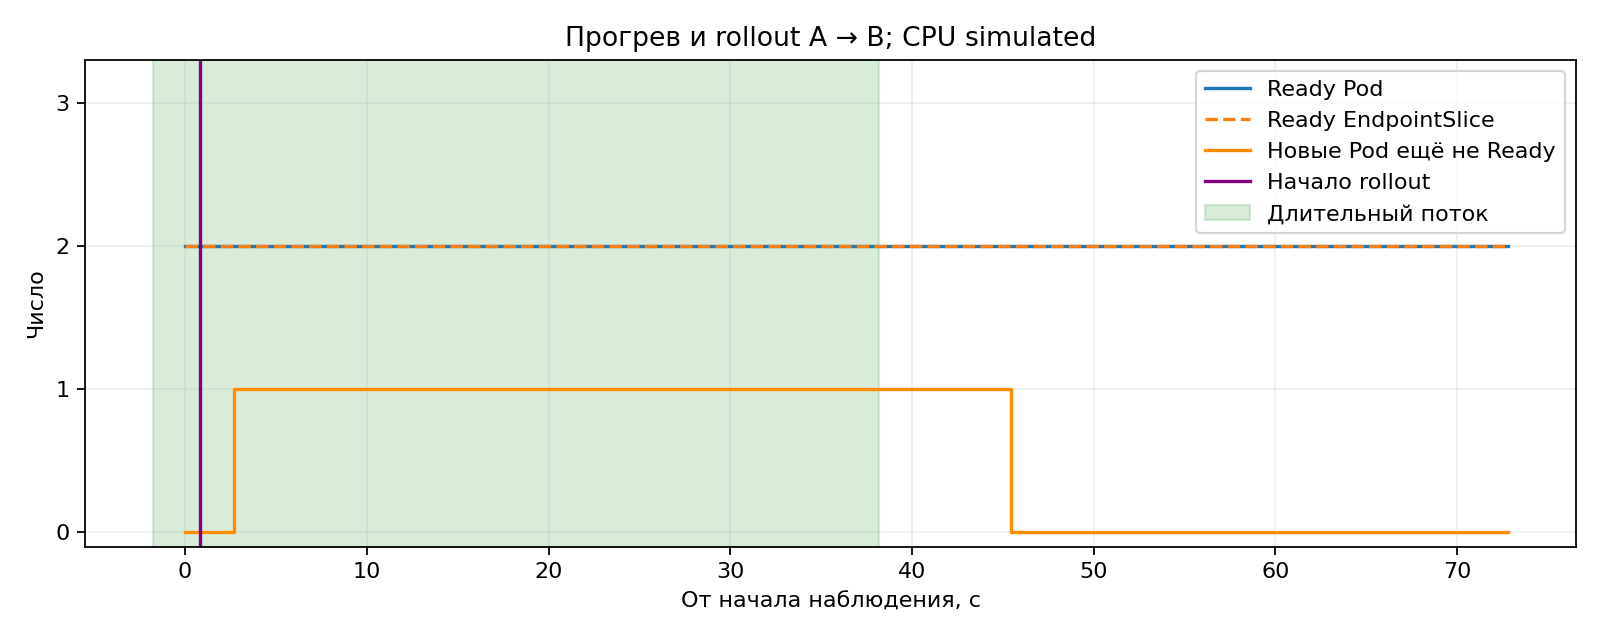 Прогрев и rollout A → B; CPU simulated
Число
3
2
1
0
Ready Pod
Ready EndpointSlice
Новые Pod ещё не Ready
Начало rollout
Длительный поток
0 10 20 30 40 50 60 70
От начала наблюдения, с